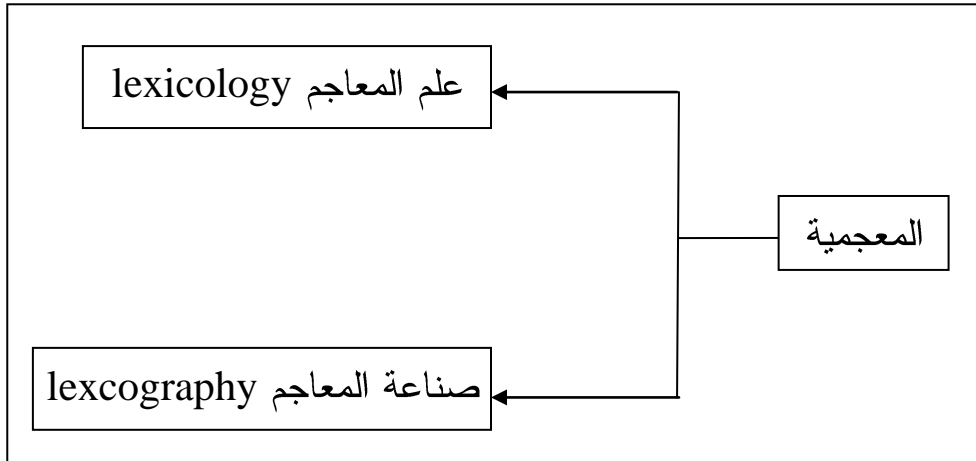 علم المعاجم lexicology
المعجمية
صناعة المعاجم lexcography